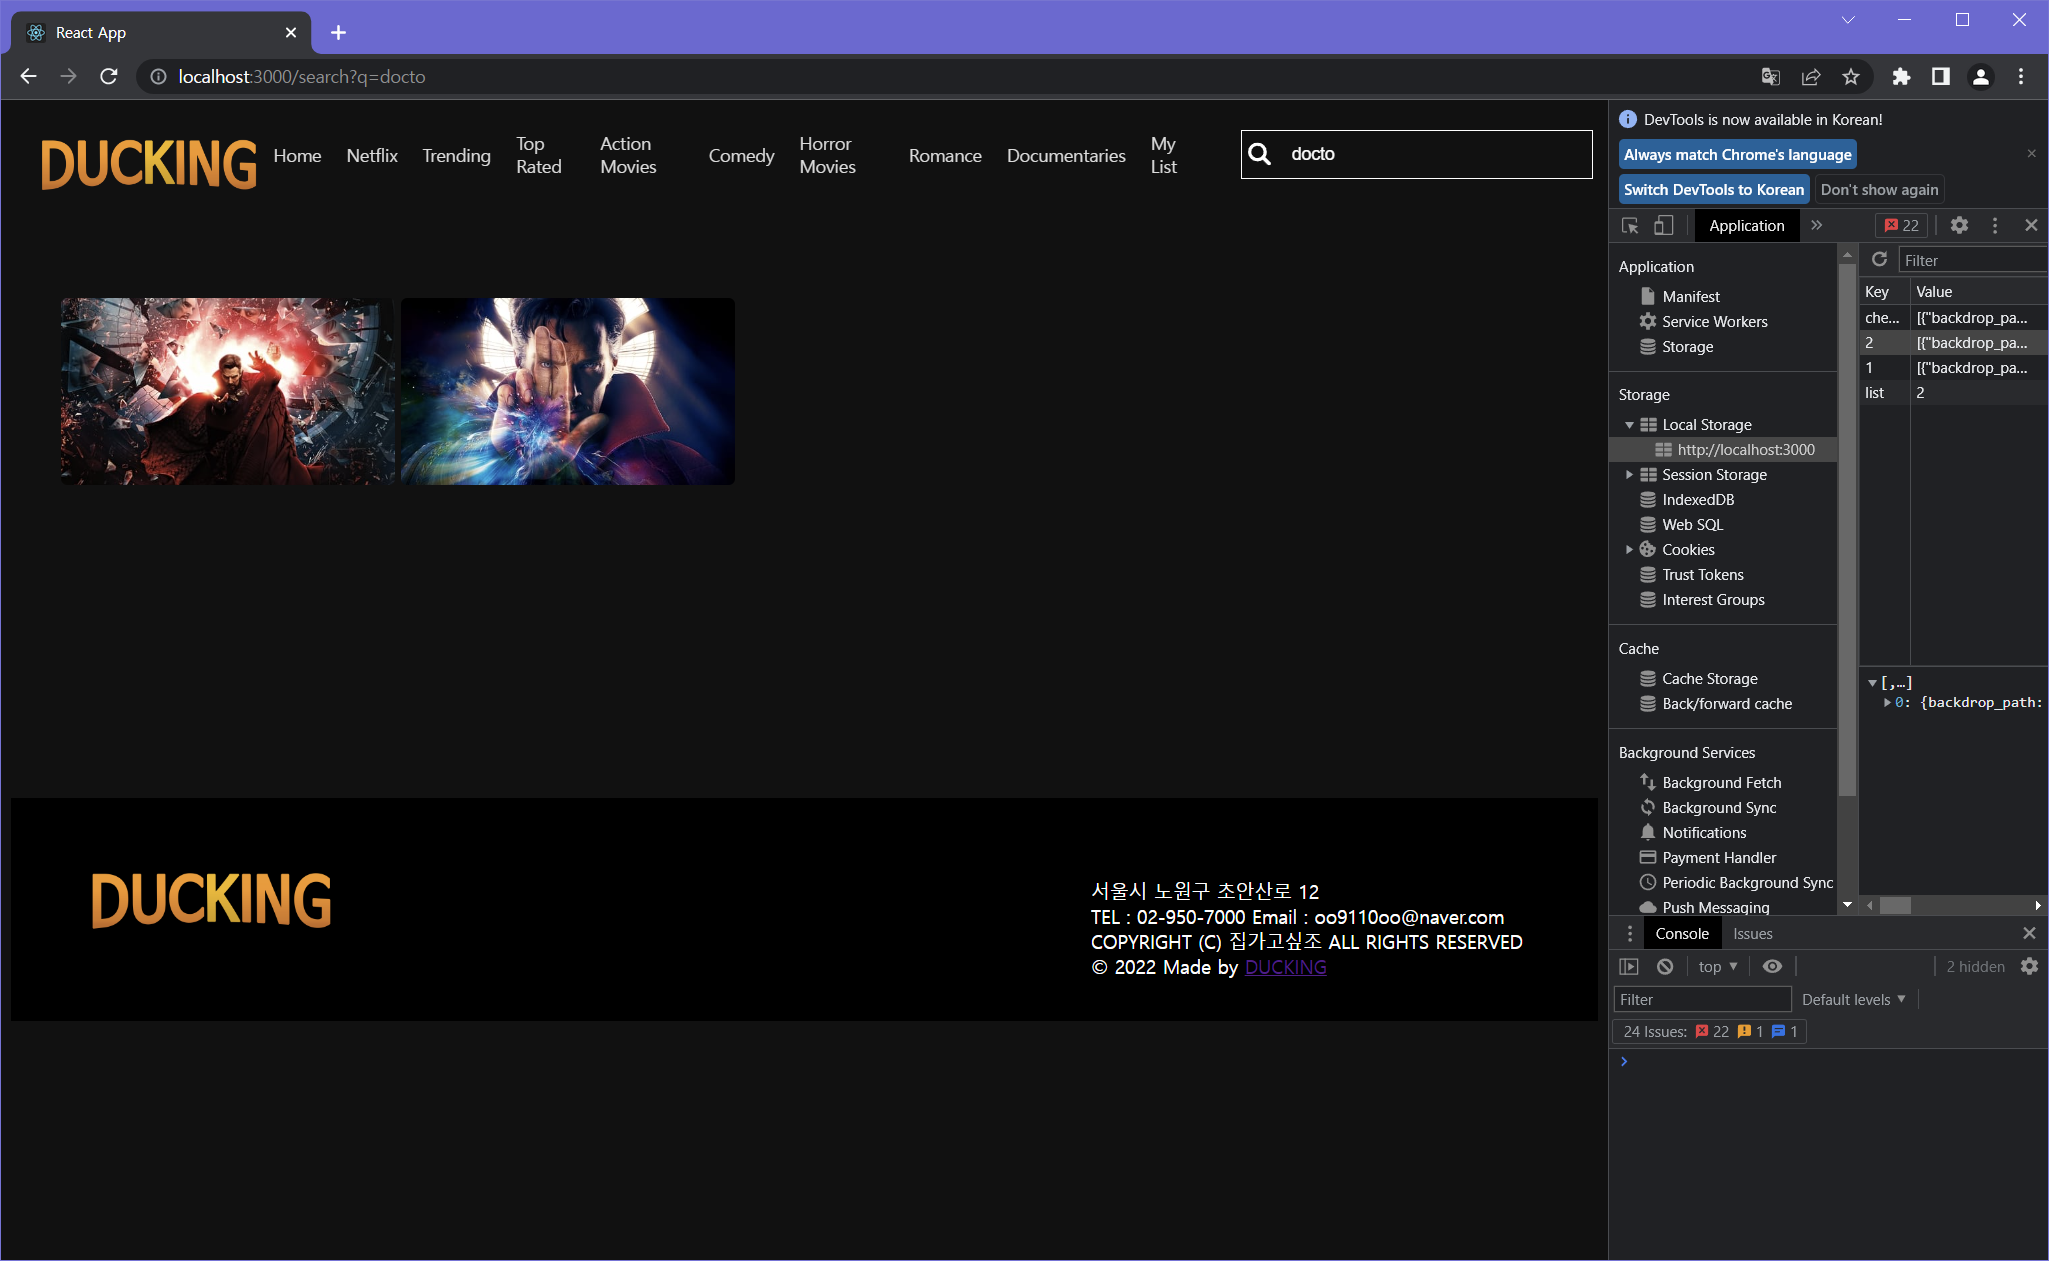 React App
localhost:3000/search?q=docto
DUCKING
Home
Netflix
Trending
Top
Rated
Action
Movies
Comedy
Horror
Movies
Romance
Documentaries
My
List
docto
서울시 노원구 초안산로 12
DUCKING
TEL : 02-950-7000 Email : oo9110oo@naver.com
COPYRIGHT (C) 집가고싶조 ALL RIGHTS RESERVED
© 2022 Made by DUCKING
DevTools is now available in Korean!
Always match Chrome's language
Switch DevTools to Korean
Don't show again
Application
22
Application
Manifest
Service Workers
Storage
Storage
Local Storage
http://localhost:3000
Session Storage
IndexedDB
Web SQL
Cookies
Trust Tokens
Interest Groups
Cache
Cache Storage
Back/forward cache
Background Services
Background Fetch
Background Sync
Notifications
Payment Handler
Periodic Background Sync
Push Messaging
Filter
Key Value
che... [{"backdrop_pa...
2 [{"backdrop_pa...
1 [{"backdrop_pa...
list 2
[,…]
0: {backdrop_path:
Console Issues
top
2 hidden
Filter
Default levels
24 Issues: 22 1 1